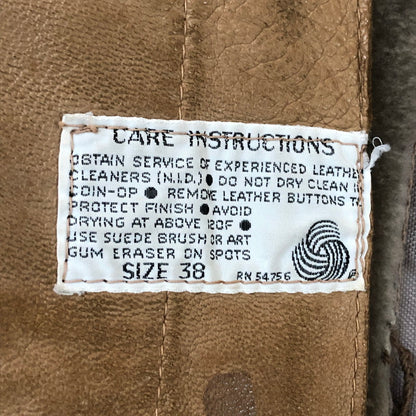 CARE INSTRUCTIONS
OBTAIN SERVICE OF EXPERIENCED LEATHER
CLEANERS (N.I.D.) ● DO NOT DRY CLEAN IN
COIN-OP ● REMOVE LEATHER BUTTONS TO
PROTECT FINISH ● AVOID
DRYING AT ABOVE 120F ●
USE SUEDE BRUSH OR ART
GUM ERASER ON SPOTS
SIZE 38 RN 54756